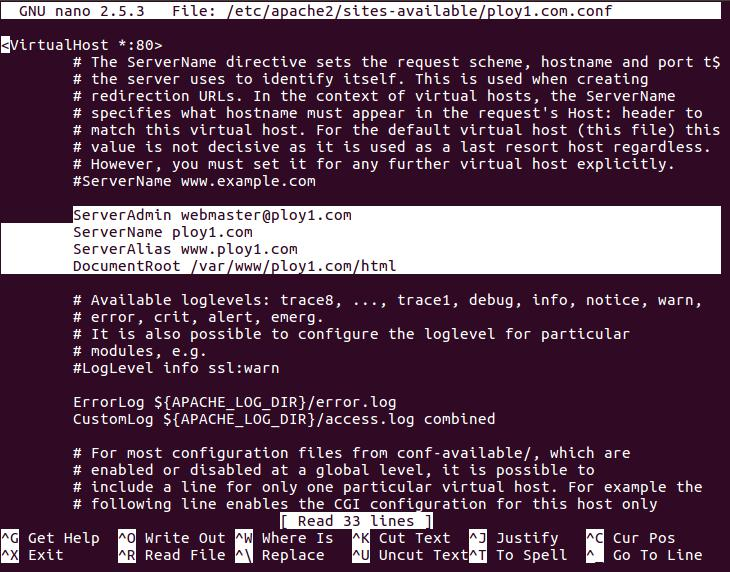 GNU nano 2.5.3 File: /etc/apache2/sites-available/ploy1.com.conf
<VirtualHost *:80>
# The ServerName directive sets the request scheme, hostname and port t$
# the server uses to identify itself. This is used when creating
# redirection URLs. In the context of virtual hosts, the ServerName
# specifies what hostname must appear in the request's Host: header to
# match this virtual host. For the default virtual host (this file) this
# value is not decisive as it is used as a last resort host regardless.
# However, you must set it for any further virtual host explicitly.
#ServerName www.example.com
ServerAdmin webmaster@ploy1.com
ServerName ploy1.com
ServerAlias www.ploy1.com
DocumentRoot /var/www/ploy1.com/html
# Available loglevels: trace8, ..., trace1, debug, info, notice, warn,
# error, crit, alert, emerg.
# It is also possible to configure the loglevel for particular
# modules, e.g.
#LogLevel info ssl:warn
ErrorLog ${APACHE_LOG_DIR}/error.log
CustomLog ${APACHE_LOG_DIR}/access.log combined
# For most configuration files from conf-available/, which are
# enabled or disabled at a global level, it is possible to
# include a line for only one particular virtual host. For example the
# following line enables the CGI configuration for this host only
[ Read 33 lines ]
^G Get Help ^O Write Out ^W Where Is ^K Cut Text ^J Justify ^C Cur Pos
^X Exit ^R Read File ^\ Replace ^U Uncut Text ^T To Spell ^_ Go To Line